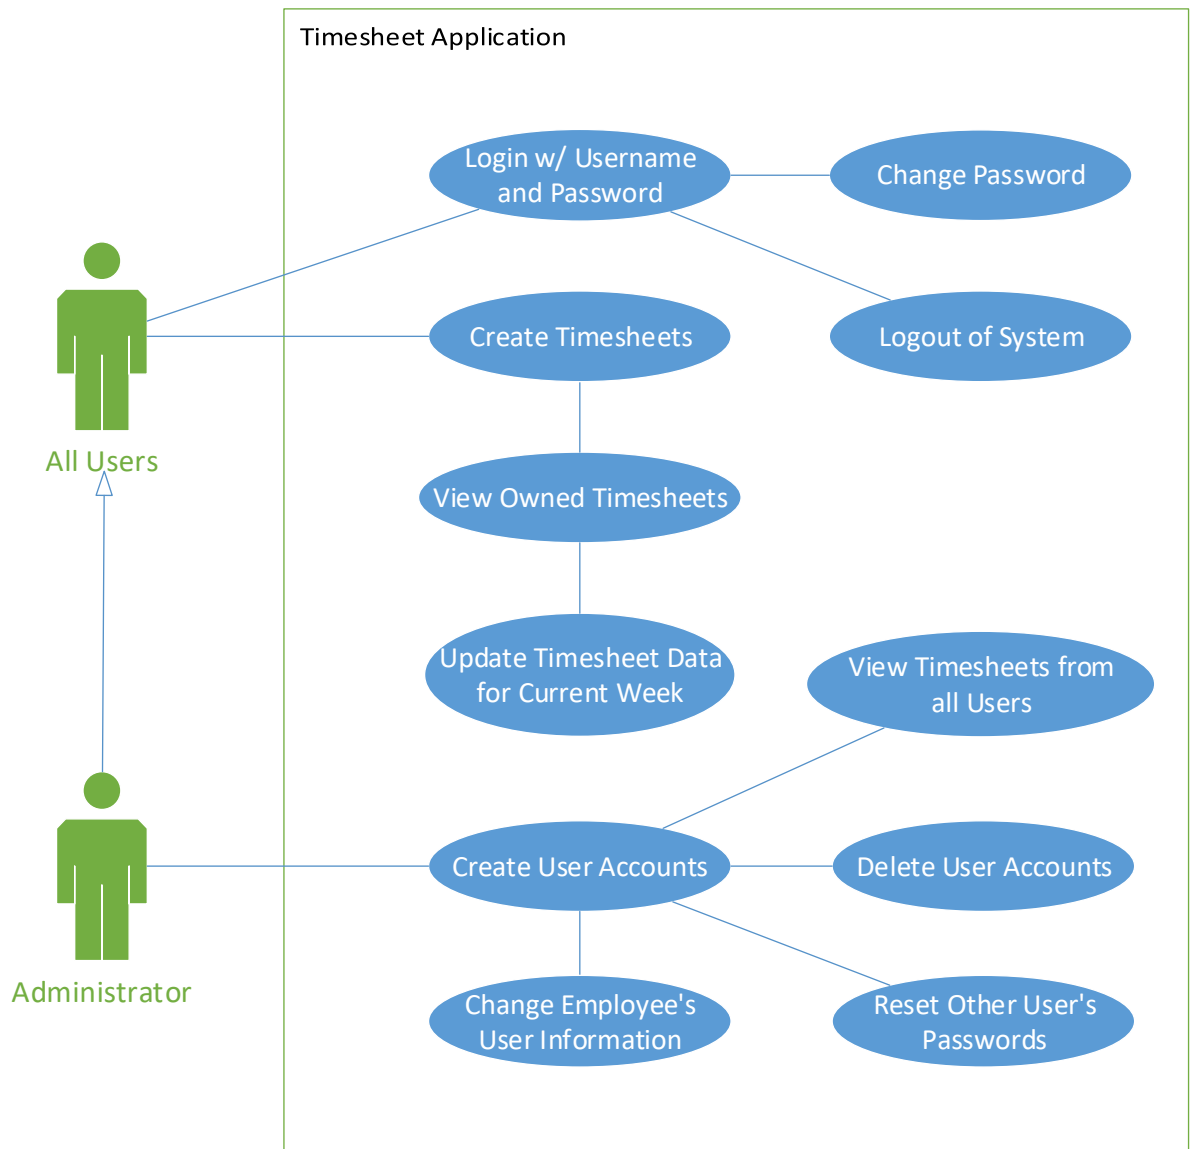 Timesheet Application
Login w/ Username
and Password
Change Password
Create Timesheets
Logout of System
All Users
View Owned Timesheets
Update Timesheet Data
for Current Week
View Timesheets from
all Users
Create User Accounts
Delete User Accounts
Administrator
Change Employee's
User Information
Reset Other User's
Passwords